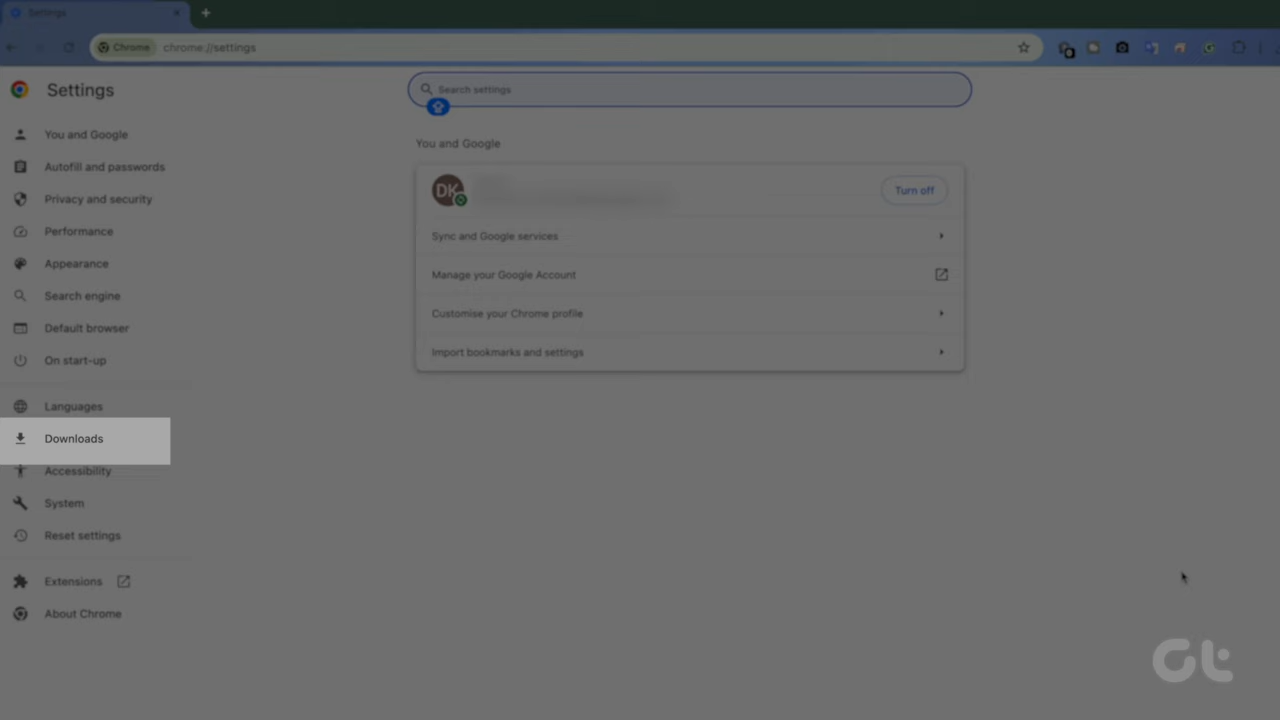 Settings
Chrome
chrome://settings
Settings
Search settings
You and Google
Autofill and passwords
Privacy and security
Performance
Appearance
Search engine
Default browser
On start-up
Languages
Downloads
Accessibility
System
Reset settings
Extensions
About Chrome
You and Google
DK
Turn off
Sync and Google services
Manage your Google Account
Customise your Chrome profile
Import bookmarks and settings
Gt